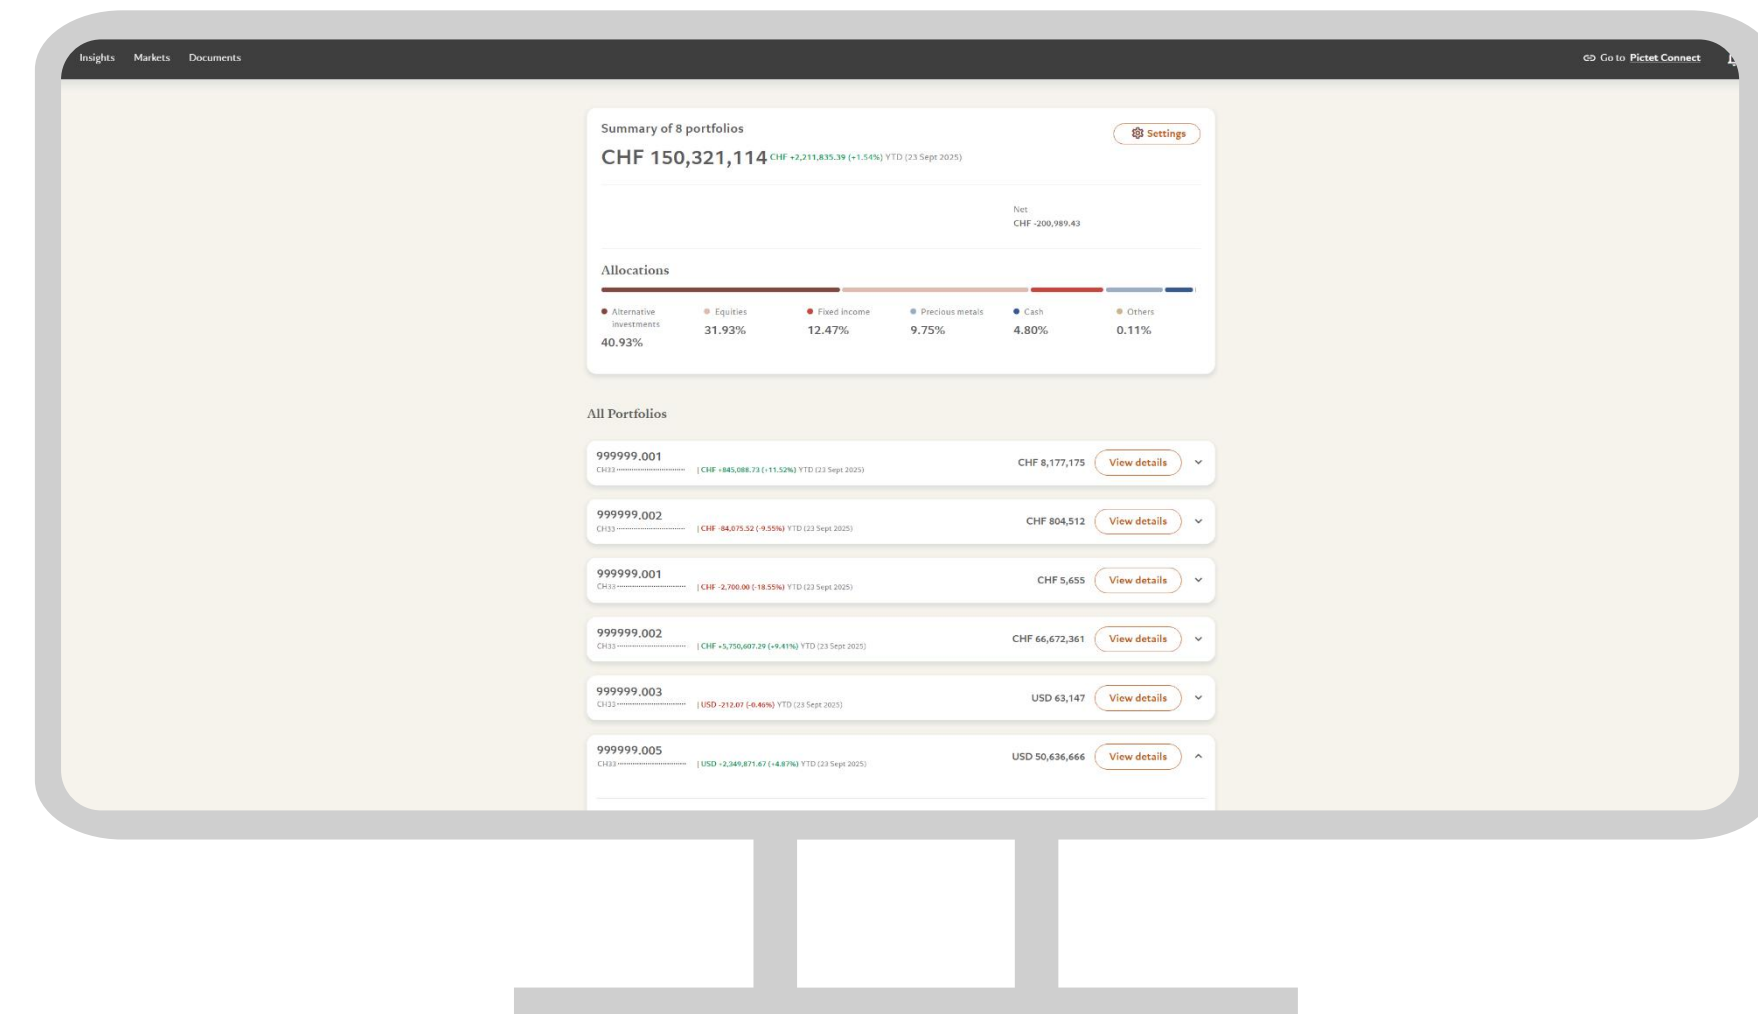 Insights Markets Documents Go to Pictet Connect
Summary of 8 portfolios
Settings
CHF 150,321,114 CHF +2,211,835.39 (+1.54%) YTD (23 Sept 2025)
Net
CHF -200,989.43
Allocations
Alternative investments
40.93%
Equities
31.93%
Fixed income
12.47%
Precious metals
9.75%
Cash
4.80%
Others
0.11%
All Portfolios
999999.001
CH33 | CHF +845,088.73 (+11.52%) YTD (23 Sept 2025)
CHF 8,177,175 View details
999999.002
CH33 | CHF -84,075.52 (-9.55%) YTD (23 Sept 2025)
CHF 804,512 View details
999999.001
CH33 | CHF -2,700.00 (-18.55%) YTD (23 Sept 2025)
CHF 5,655 View details
999999.002
CH33 | CHF +5,750,607.29 (+9.41%) YTD (23 Sept 2025)
CHF 66,672,361 View details
999999.003
CH33 | USD -212.07 (-0.46%) YTD (23 Sept 2025)
USD 63,147 View details
999999.005
CH33 | USD +2,349,871.67 (+4.87%) YTD (23 Sept 2025)
USD 50,636,666 View details